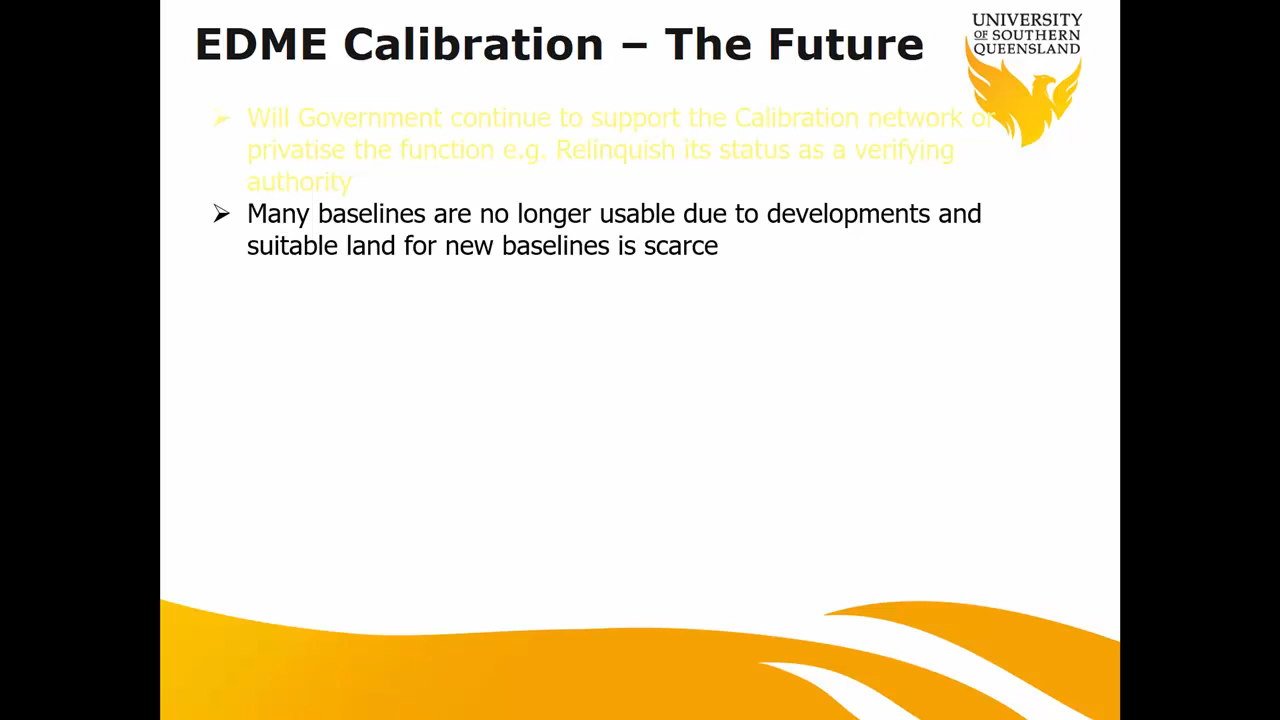 EDME Calibration – The Future
UNIVERSITY
OF SOUTHERN
QUEENSLAND
➢ Will Government continue to support the Calibration network or
privatise the function e.g. Relinquish its status as a verifying
authority
➢ Many baselines are no longer usable due to developments and
suitable land for new baselines is scarce